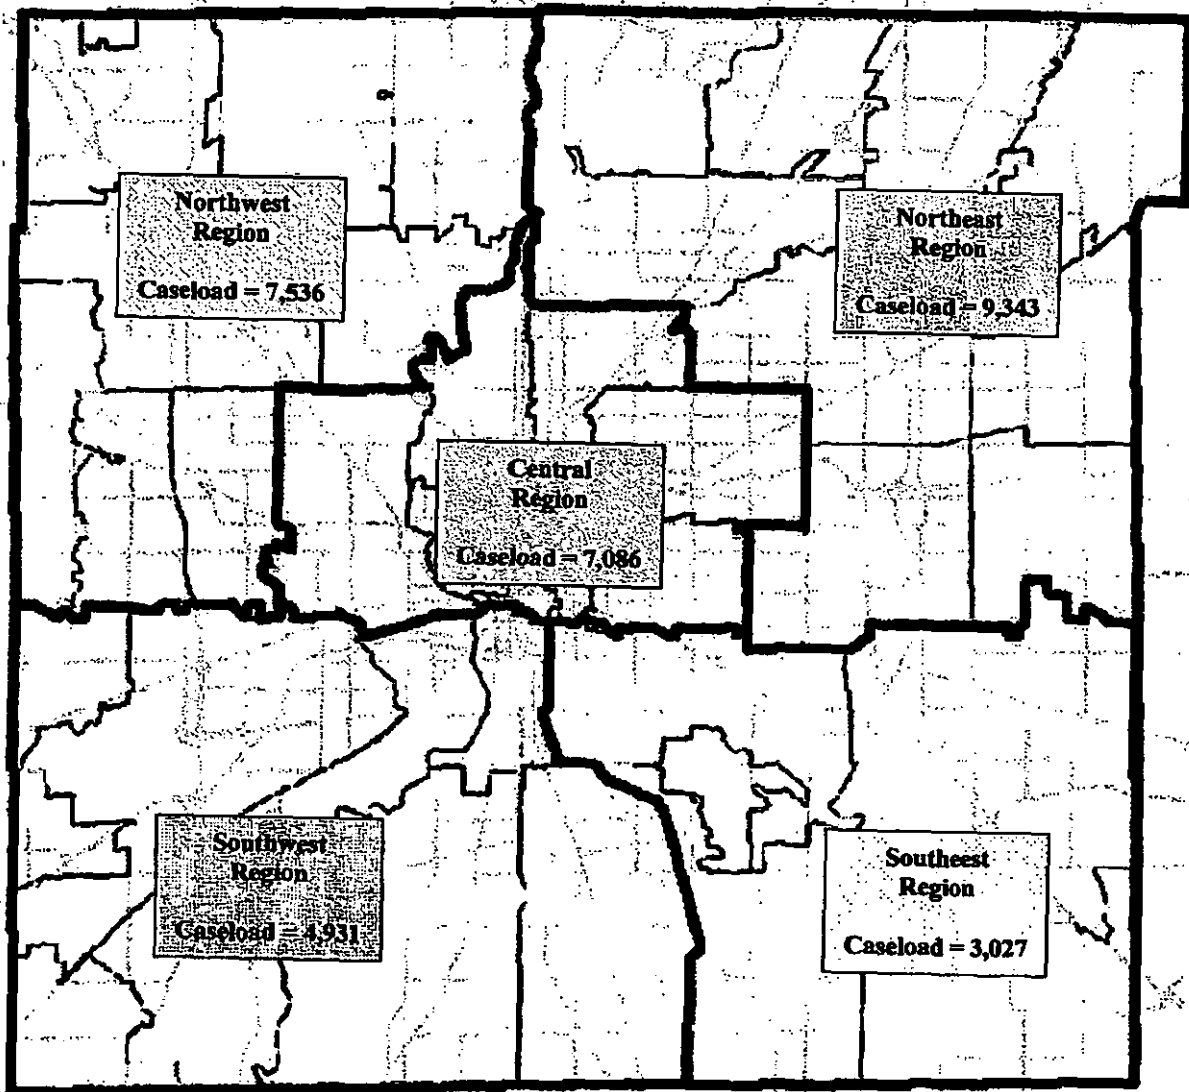 Northwest
Region
Caseload = 7,536
Northeast
Region
Caseload = 9,343
Central
Region
Caseload = 7,086
Southwest
Region
Caseload = 4,931
Southeest
Region
Caseload = 3,027